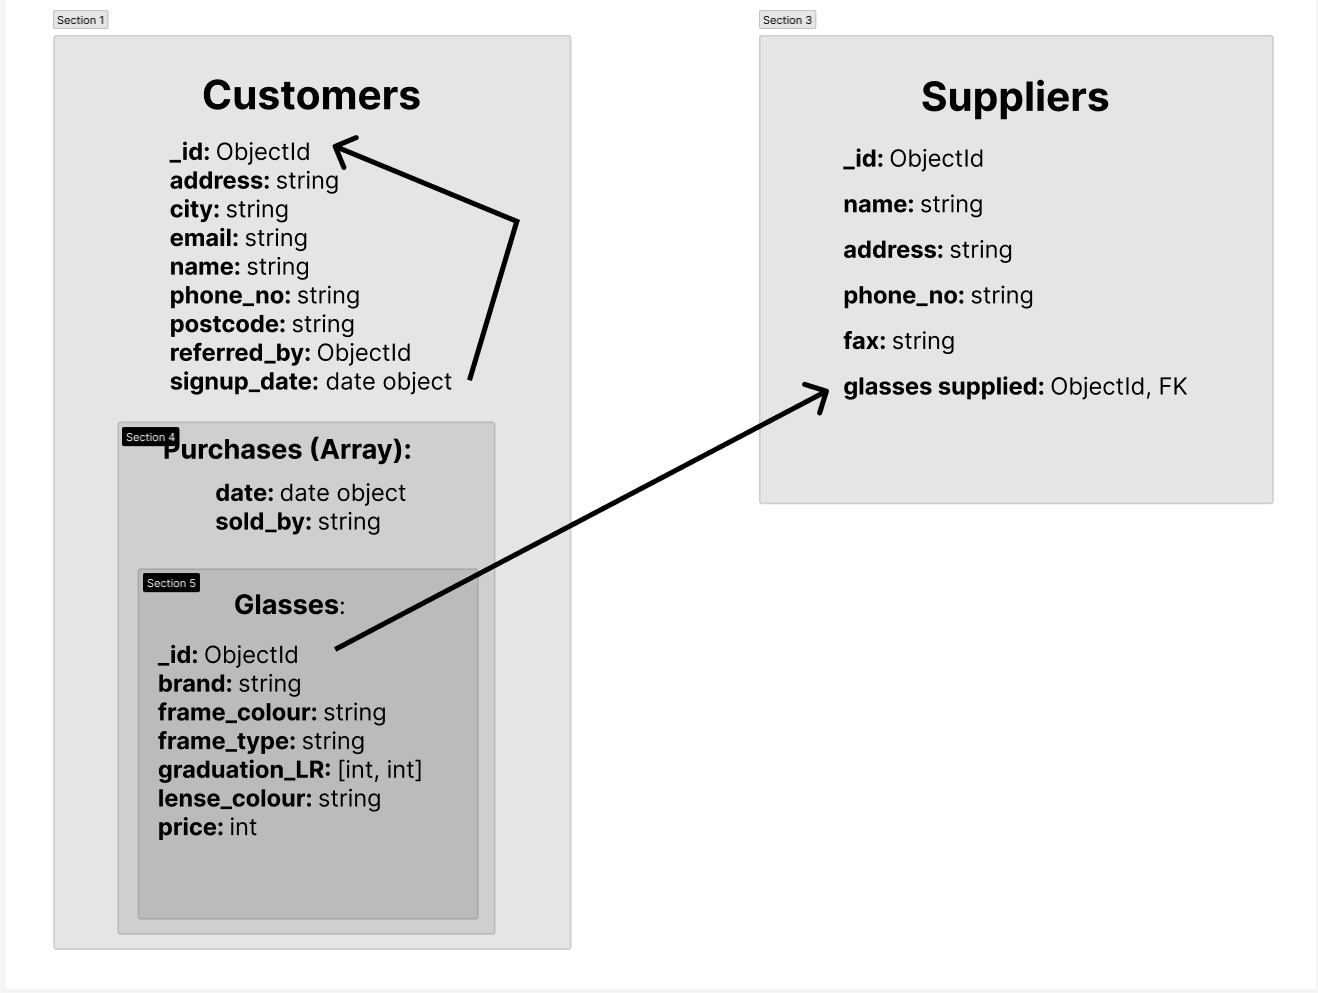 Section 1
Customers
_id: ObjectId
address: string
city: string
email: string
name: string
phone_no: string
postcode: string
referred_by: ObjectId
signup_date: date object
Section 4
Purchases (Array):
date: date object
sold_by: string
Section 5
Glasses:
_id: ObjectId
brand: string
frame_colour: string
frame_type: string
graduation_LR: [int, int]
lense_colour: string
price: int
Section 3
Suppliers
_id: ObjectId
name: string
address: string
phone_no: string
fax: string
glasses supplied: ObjectId, FK